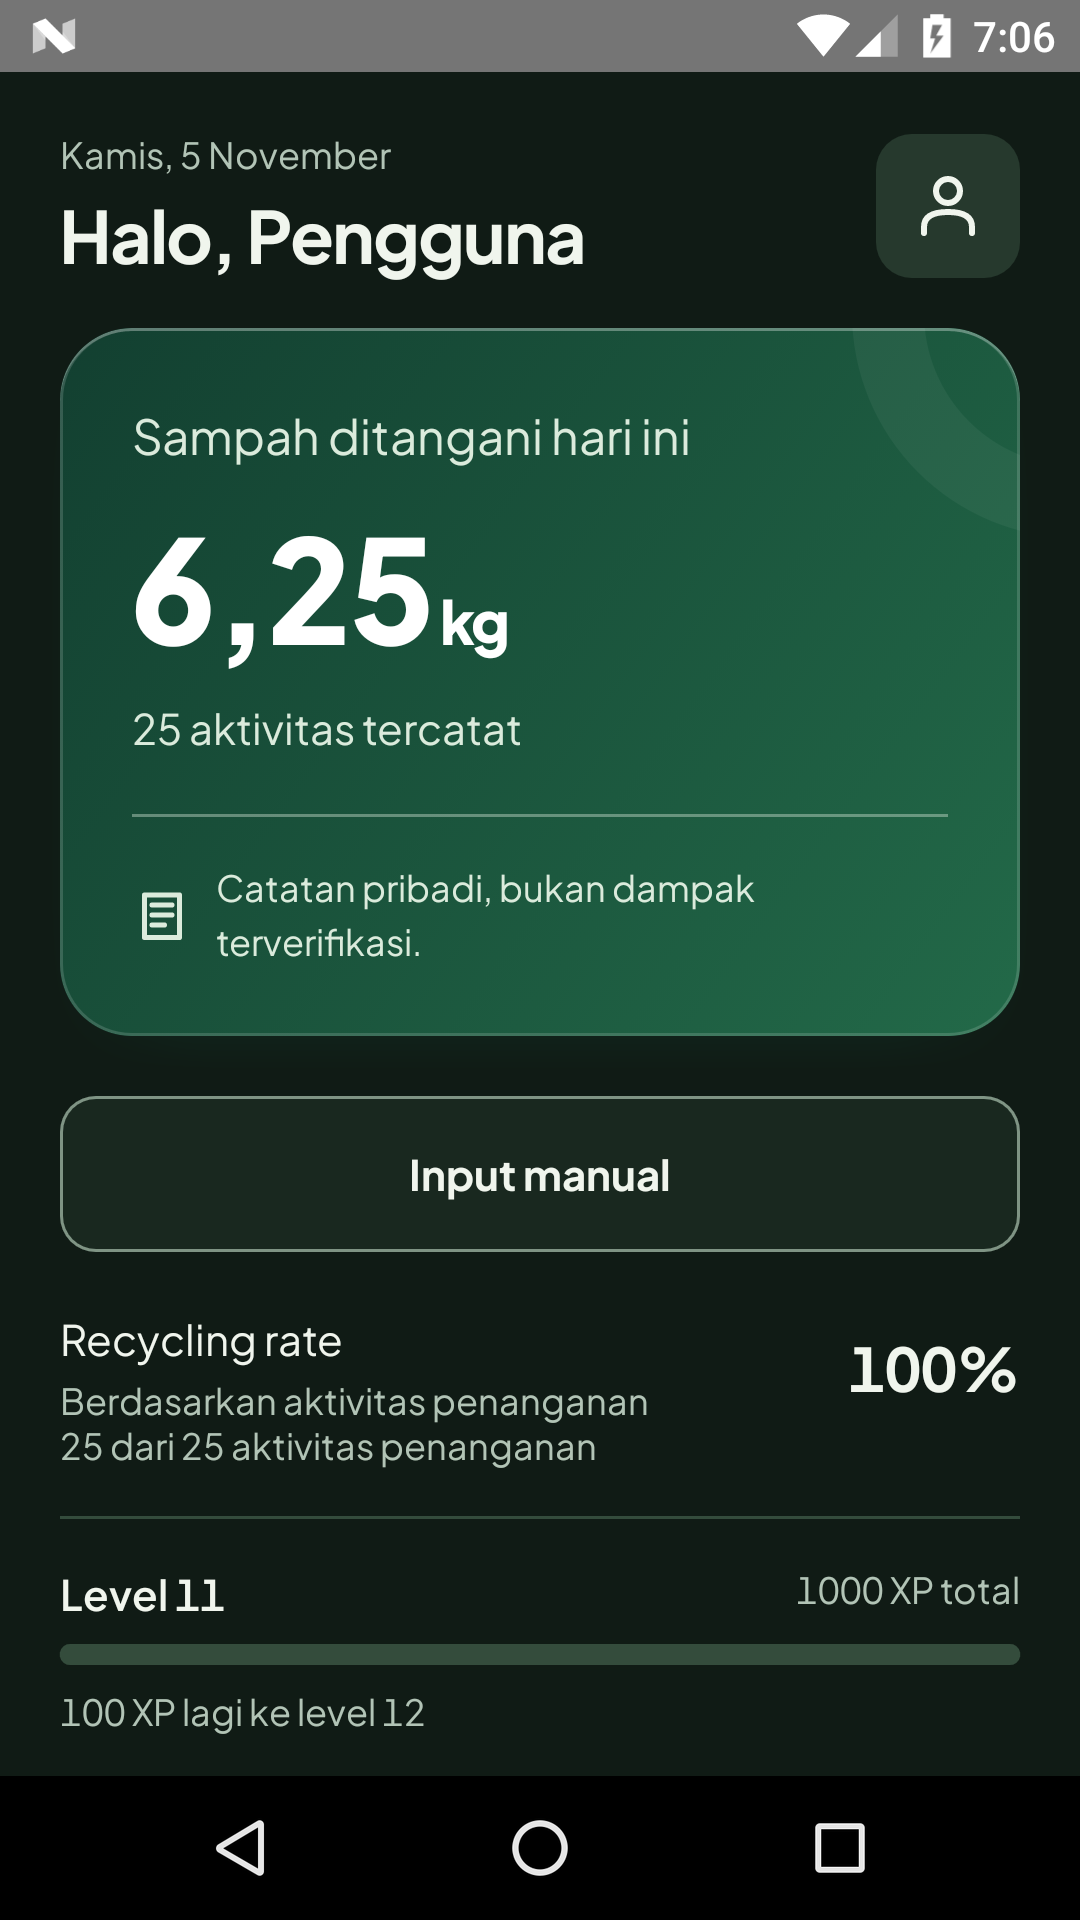 7:06
Kamis, 5 November
Halo, Pengguna
Sampah ditangani hari ini
6,25 kg
25 aktivitas tercatat
Catatan pribadi, bukan dampak
terverifikasi.
Input manual
Recycling rate
100%
Berdasarkan aktivitas penanganan
25 dari 25 aktivitas penanganan
Level 11
1000 XP total
100 XP lagi ke level 12